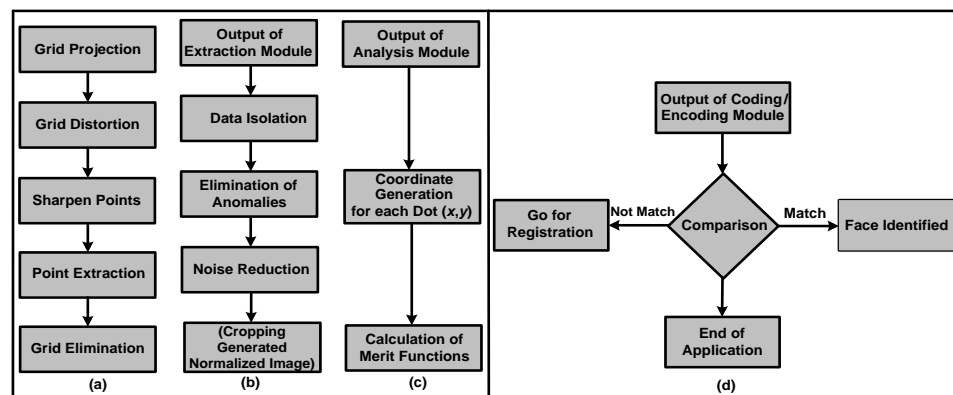 Grid Projection
Grid Distortion
Sharpen Points
Point Extraction
Grid Elimination
(a)
Output of
Extraction Module
Data Isolation
Elimination of
Anomalies
Noise Reduction
(Cropping
Generated
Normalized Image)
(b)
Output of
Analysis Module
Coordinate
Generation
for each Dot (x,y)
Calculation of
Merit Functions
(c)
Output of Coding/
Encoding Module
Comparison
Not Match
Go for
Registration
Match
Face Identified
End of
Application
(d)